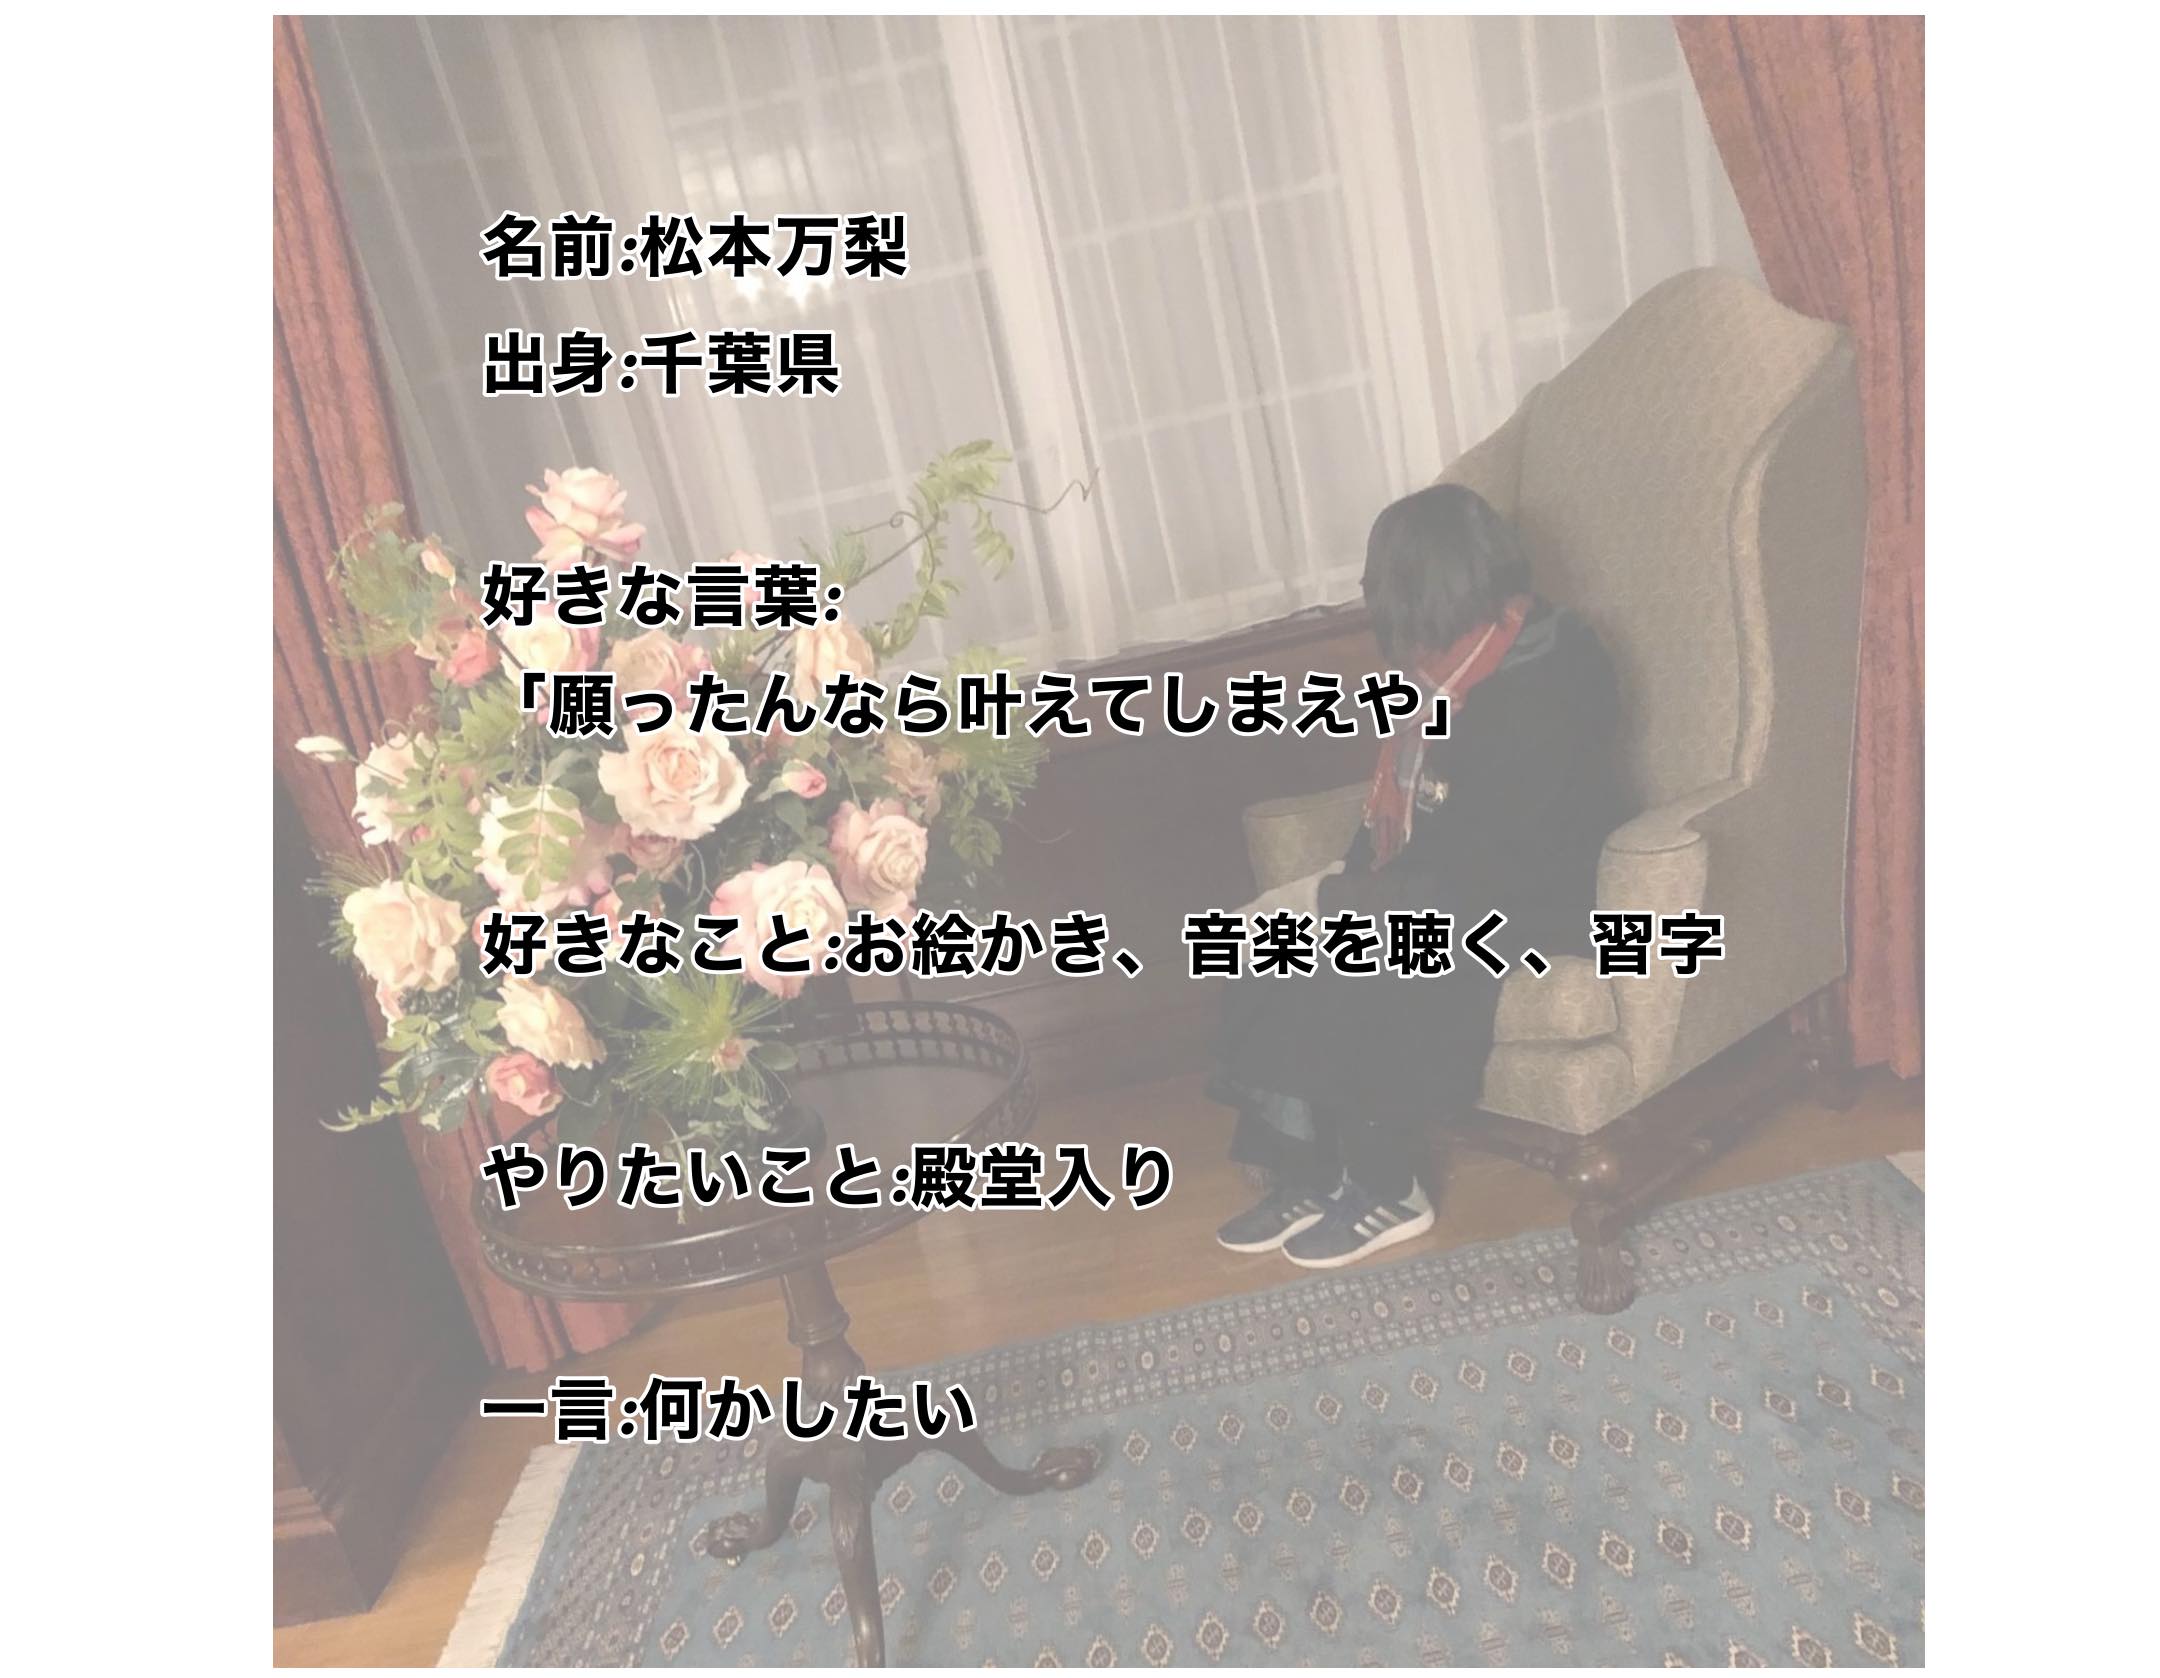 名前:松本万梨
出身:千葉県
好きな言葉:
「願ったんなら叶えてしまえや」
好きなこと:お絵かき、音楽を聴く、習字
やりたいこと:殿堂入り
一言:何かしたい